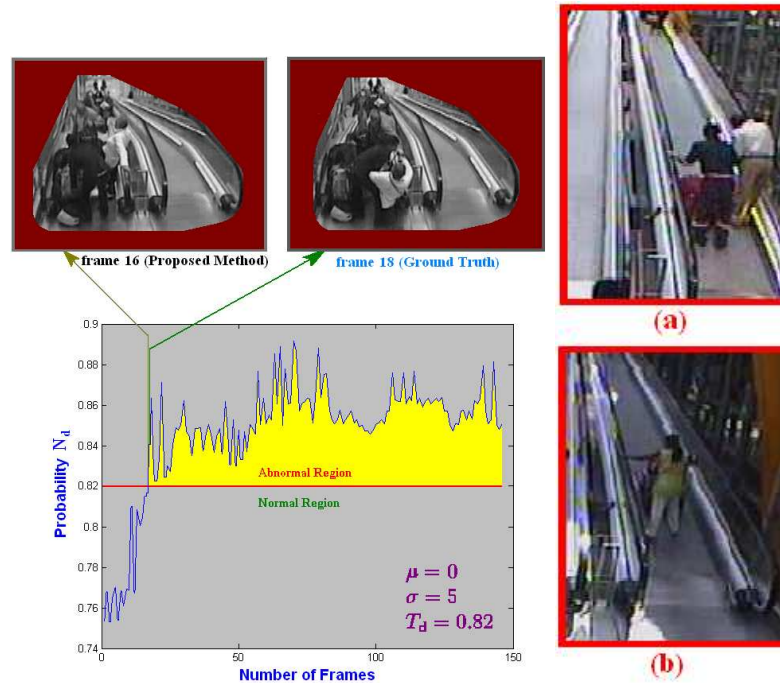 frame 16 (Proposed Method)
frame 18 (Ground Truth)
(a)
0.9
0.88
0.86
0.84
0.82
0.8
0.78
0.76
0.74
Probability N_d
Abnormal Region
Normal Region
μ = 0
σ = 5
T_d = 0.82
0
50
100
150
Number of Frames
(b)